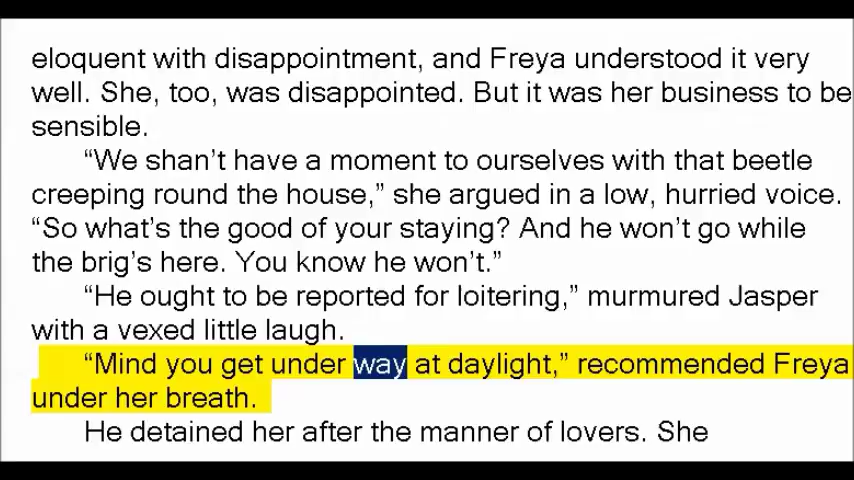 eloquent with disappointment, and Freya understood it very
well. She, too, was disappointed. But it was her business to be
sensible.
“We shan’t have a moment to ourselves with that beetle
creeping round the house,” she argued in a low, hurried voice.
“So what’s the good of your staying? And he won’t go while
the brig’s here. You know he won’t.”
“He ought to be reported for loitering,” murmured Jasper
with a vexed little laugh.
“Mind you get under way at daylight,” recommended Freya
under her breath.
He detained her after the manner of lovers. She